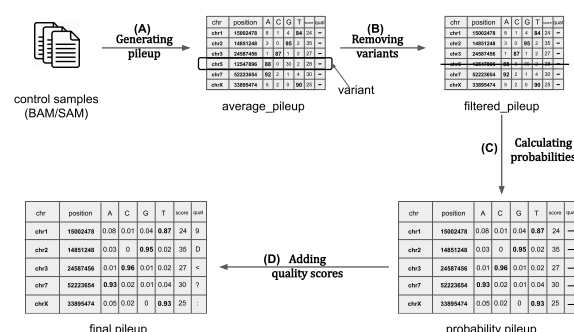 (A)
Generating
pileup
control samples
(BAM/SAM)
chr position A C G T score qual
chr1 15002478 8 1 4 84 24 –
chr2 14851248 3 0 95 2 35 –
chr3 24587456 1 87 1 2 27 –
chr5 12547896 88 0 30 2 28 –
chr7 52223654 92 2 1 4 30 –
chrX 33895474 5 2 0 90 25 –
variant
average_pileup
(B)
Removing
variants
chr position A C G T score qual
chr1 15002478 8 1 4 84 24 –
chr2 14851248 3 0 95 2 35 –
chr3 24587456 1 87 1 2 27 –
chr5 12547896 88 30 2 28 –
chr7 52223654 92 2 1 4 30 –
chrX 33895474 5 2 0 90 25 –
filtered_pileup
(C) Calculating
probabilities
chr position A C G T score qual
chr1 15002478 0.08 0.01 0.04 0.87 24 –
chr2 14851248 0.03 0 0.95 0.02 35 –
chr3 24587456 0.01 0.96 0.01 0.02 27 –
chr7 52223654 0.93 0.02 0.01 0.04 30 –
chrX 33895474 0.05 0.02 0 0.93 25 –
probability pileup
(D) Adding
quality scores
chr position A C G T score qual
chr1 15002478 0.08 0.01 0.04 0.87 24 9
chr2 14851248 0.03 0 0.95 0.02 35 D
chr3 24587456 0.01 0.96 0.01 0.02 27 <
chr7 52223654 0.93 0.02 0.01 0.04 30 ?
chrX 33895474 0.05 0.02 0 0.93 25 :
final pileup